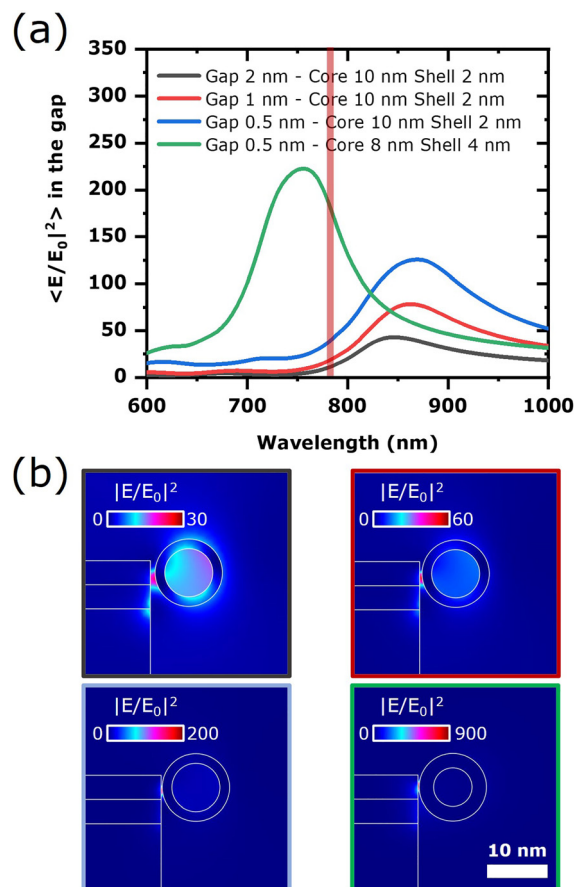 (a)
350
300
250
200
150
100
50
0
<E/E₀|²> in the gap
Gap 2 nm - Core 10 nm Shell 2 nm
Gap 1 nm - Core 10 nm Shell 2 nm
Gap 0.5 nm - Core 10 nm Shell 2 nm
Gap 0.5 nm - Core 8 nm Shell 4 nm
600 700 800 900 1000
Wavelength (nm)
(b)
|E/E₀|²
0 30
|E/E₀|²
0 60
|E/E₀|²
0 200
|E/E₀|²
0 900
10 nm